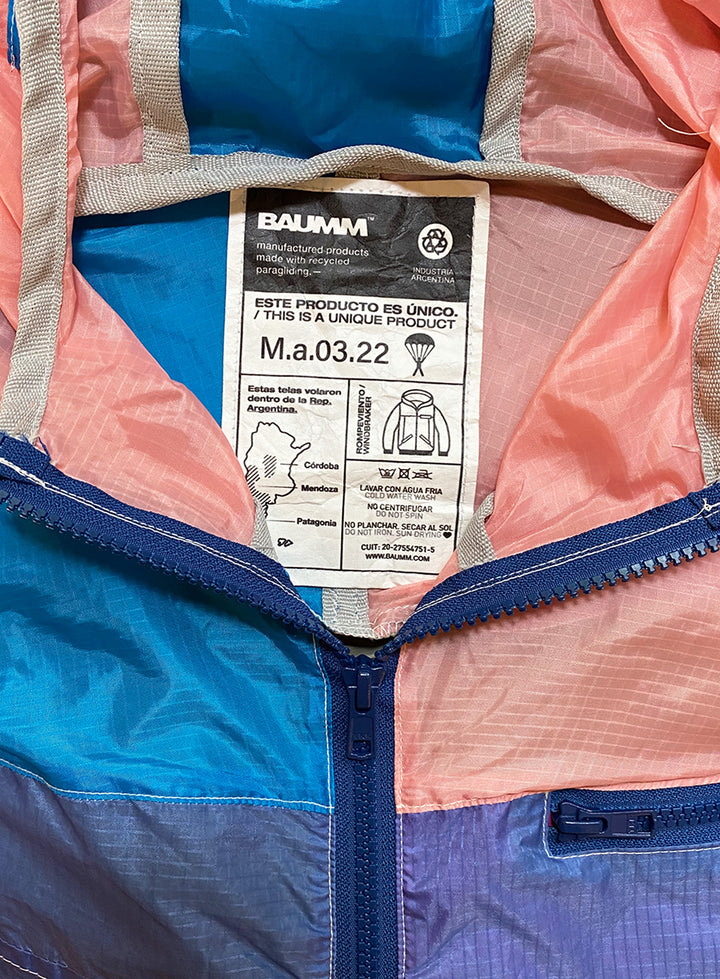 BAUMM™
manufactured products
made with recycled
paragliding.—
INDUSTRIA
ARGENTINA
ESTE PRODUCTO ES ÚNICO.
/ THIS IS A UNIQUE PRODUCT
M.a.03.22
Estas telas volaron
dentro de la Rep.
Argentina.
Córdoba
Mendoza
Patagonia
ROMPEVIENTO/
WINDBRAKER
LAVAR CON AGUA FRIA
COLD WATER WASH
NO CENTRIFUGAR
DO NOT SPIN
NO PLANCHAR. SECAR AL SOL
DO NOT IRON. SUN DRYING
CUIT: 20-27554751-5
WWW.BAUMM.COM